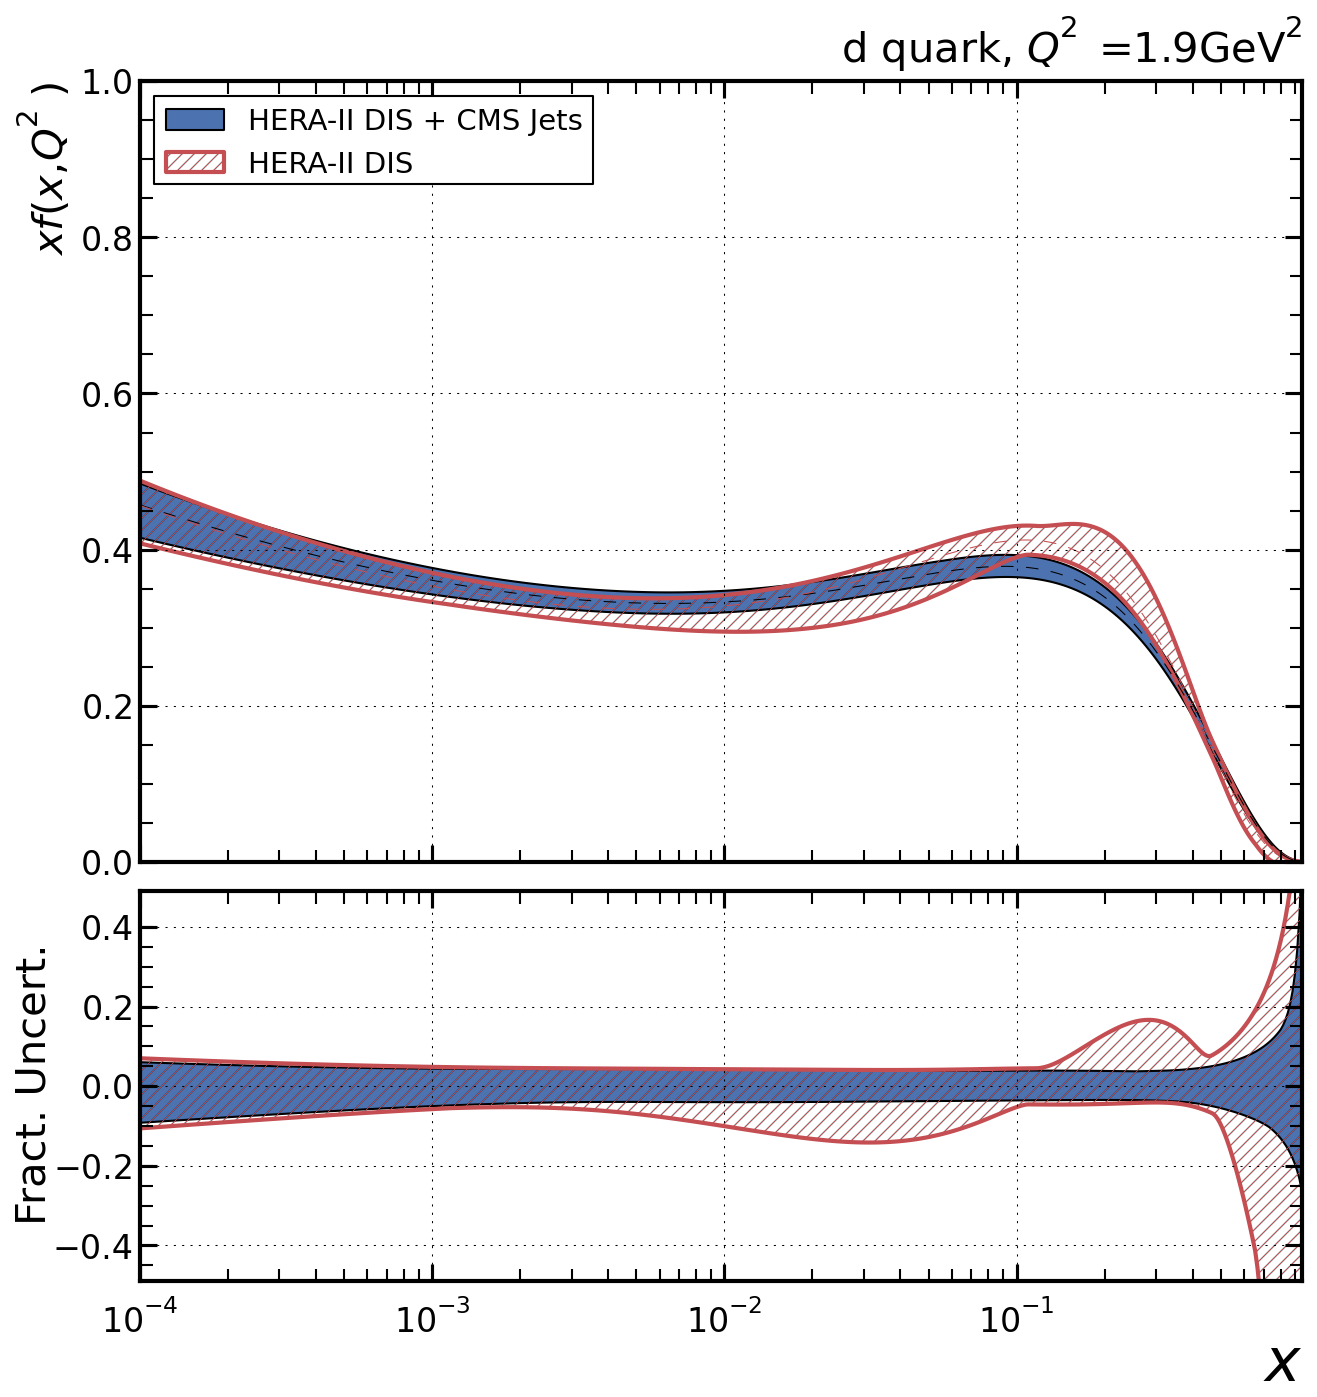 d quark, Q² =1.9GeV²
xf(x,Q²)
HERA-II DIS + CMS Jets
HERA-II DIS
1.0
0.8
0.6
0.4
0.2
0.0
Fract. Uncert.
0.4
0.2
0.0
−0.2
−0.4
10⁻⁴ 10⁻³ 10⁻² 10⁻¹
x